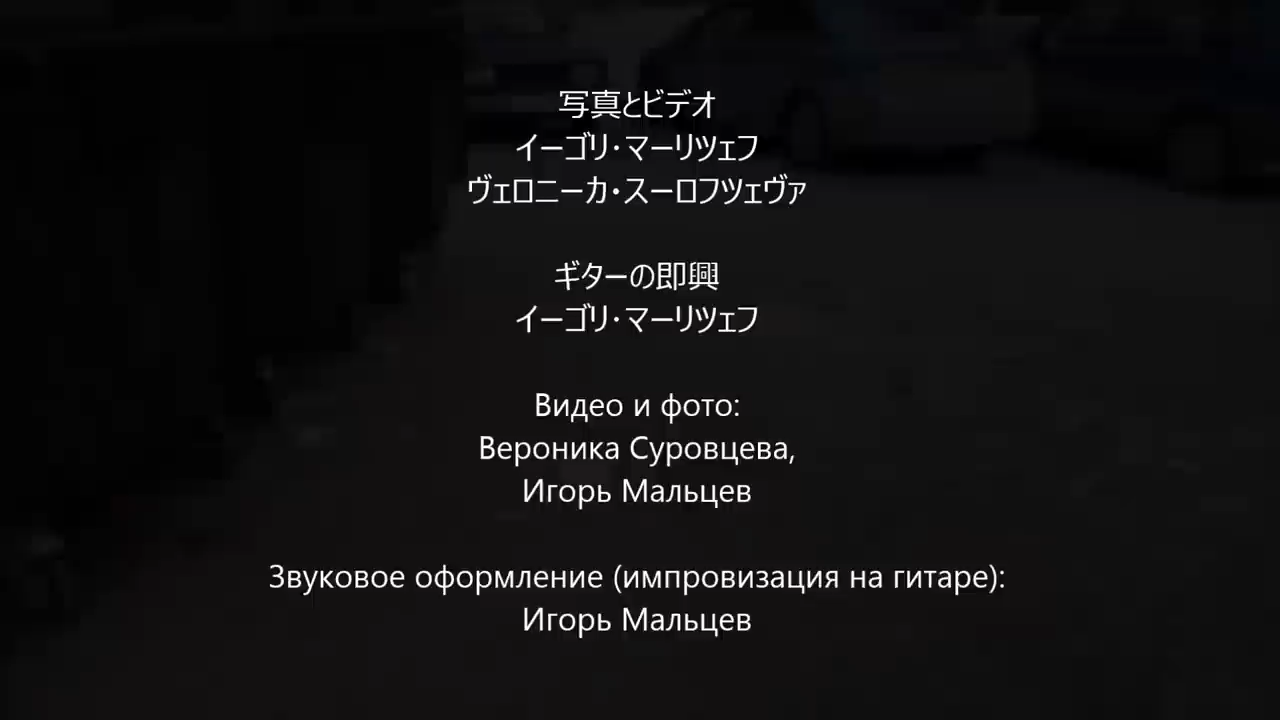 写真とビデオ
イーゴリ・マーリツェフ
ヴェロニーカ・スーロフツェヴァ
ギターの即興
イーゴリ・マーリツェフ
Видео и фото:
Вероника Суровцева,
Игорь Мальцев
Звуковое оформление (импровизация на гитаре):
Игорь Мальцев